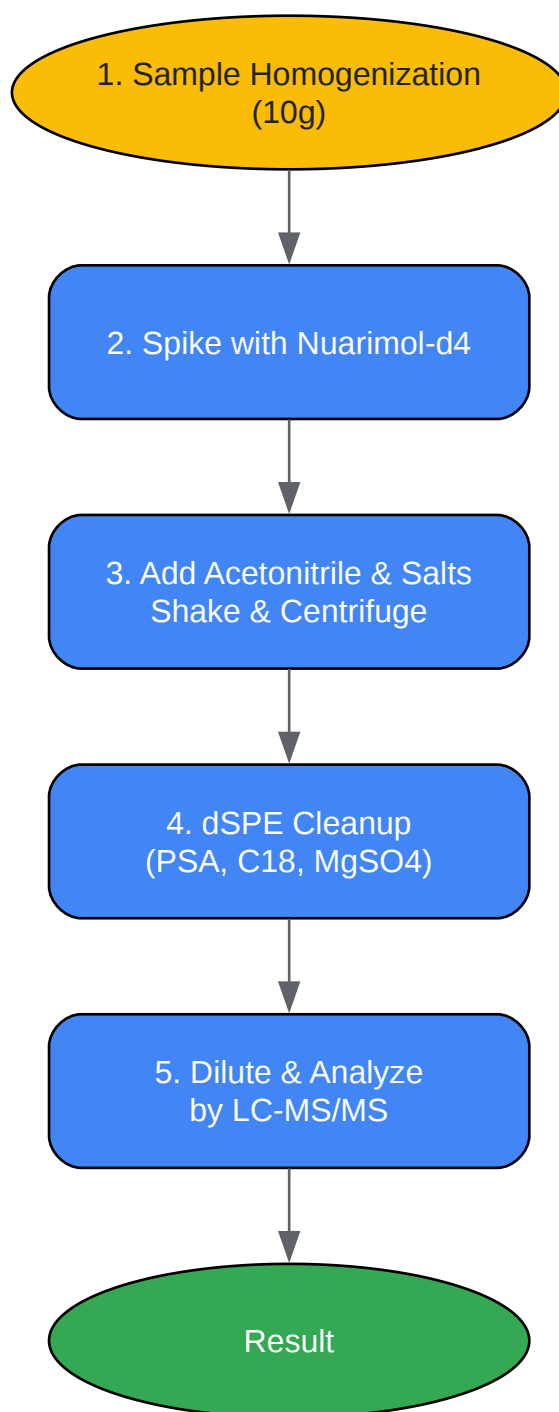 1. Sample Homogenization
(10g)
2. Spike with Nuarimol-d4
3. Add Acetonitrile & Salts
Shake & Centrifuge
4. dSPE Cleanup
(PSA, C18, MgSO4)
5. Dilute & Analyze
by LC-MS/MS
Result